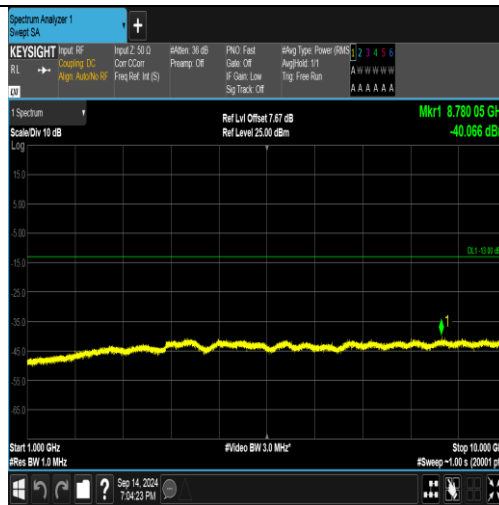 Spectrum Analyzer 1
Swept SA
+
KEYSIGHT
RL
Input: RF
Coupling: DC
Align: Auto/No RF
Input Z: 50 Ω
Corr CCorr
Freq Ref: Int (S)
#Atten: 36 dB
Preamp: Off
PNO: Fast
Gate: Off
IF Gain: Low
Sig Track: Off
#Avg Type: Power (RMS
Avg|Hold: 1/1
Trig: Free Run
1 2 3 4 5 6
A W W W W W
A A A A A A
1 Spectrum
Scale/Div 10 dB
Log
Ref Lvl Offset 7.67 dB
Ref Level 25.00 dBm
Mkr1 8.780 05 GH
-40.066 dB
15.0
5.00
-5.00
-15.0
-25.0
-35.0
-45.0
-55.0
-65.0
DL1 -13.00 dB
1
Start 1.000 GHz
#Res BW 1.0 MHz
#Video BW 3.0 MHz*
Stop 10.000 G
#Sweep ~1.00 s (20001 pt
?
Sep 14, 2024
7:04:23 PM